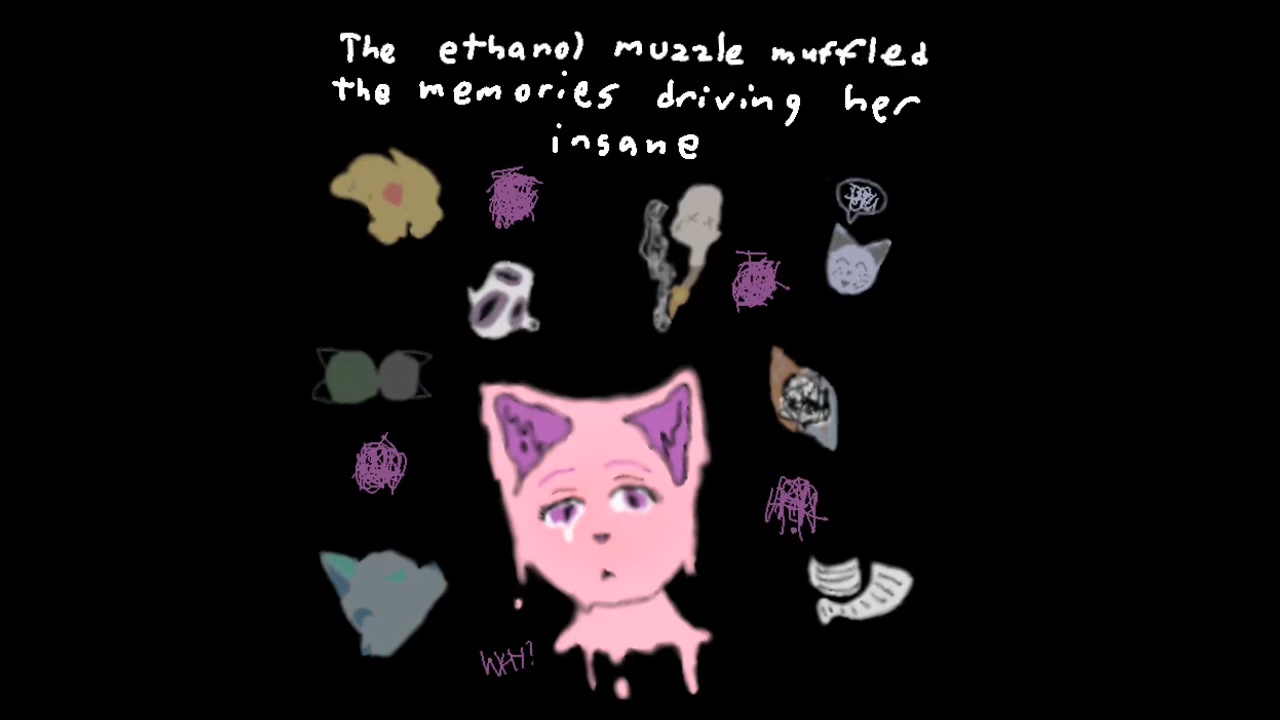 The ethanol muzzle muffled
the memories driving her
insane
WHY?